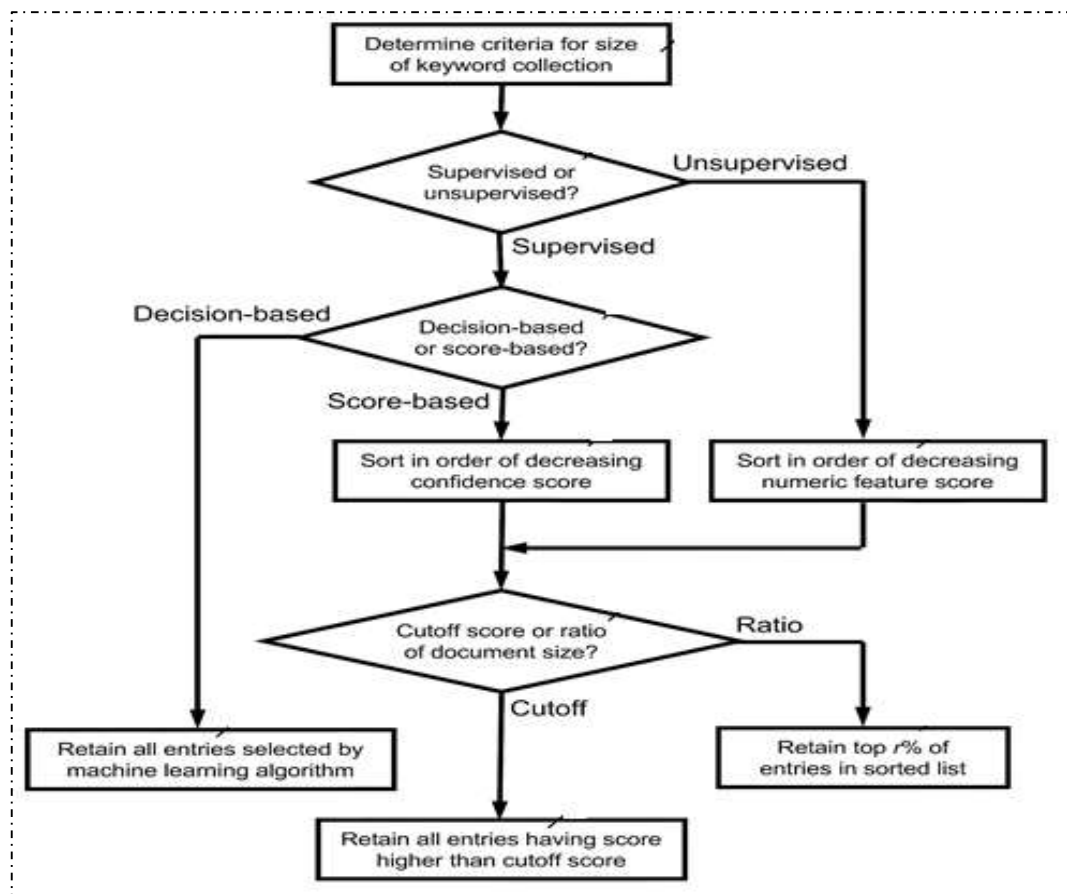 Determine criteria for size
of keyword collection
Supervised or
unsupervised?
Unsupervised
Supervised
Decision-based
Decision-based
or score-based?
Score-based
Sort in order of decreasing
confidence score
Sort in order of decreasing
numeric feature score
Cutoff score or ratio
of document size?
Ratio
Cutoff
Retain all entries selected by
machine learning algorithm
Retain top r% of
entries in sorted list
Retain all entries having score
higher than cutoff score